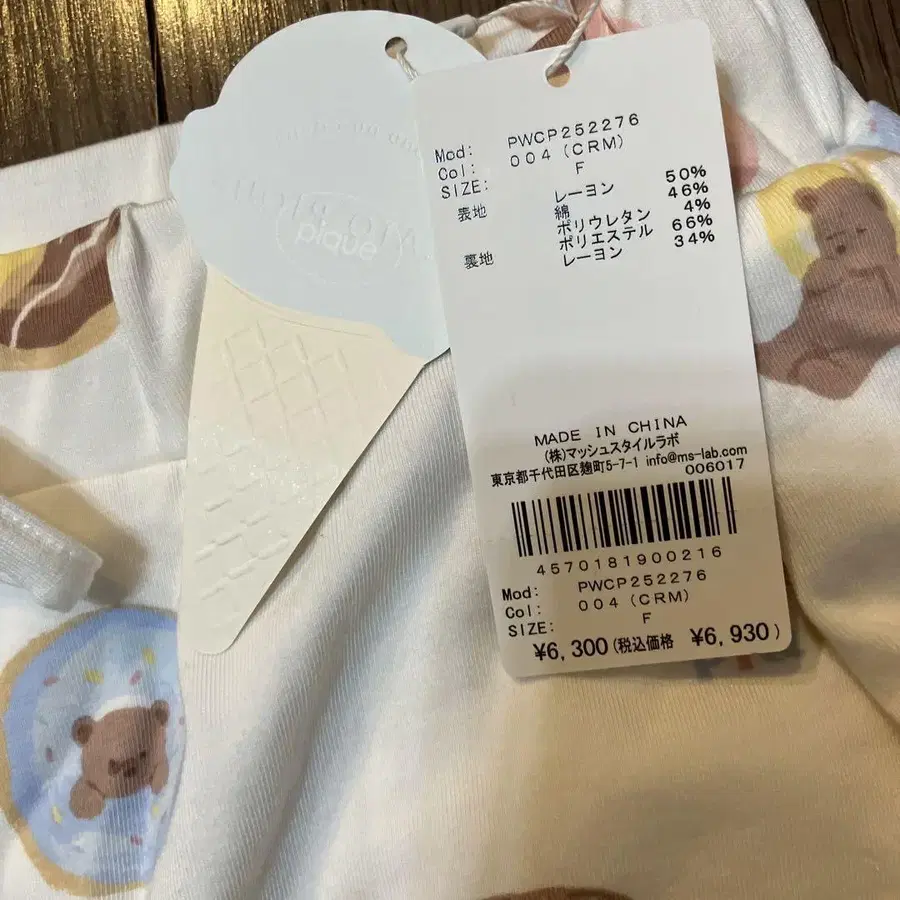 piQue
Mod: PWCP252276
Col: 004 (CRM)
SIZE: F
表地 レーヨン 50%
綿 46%
ポリウレタン 4%
裏地 ポリエステル 66%
レーヨン 34%
MADE IN CHINA
(株)マッシュスタイルラボ
東京都千代田区麹町5-7-1 info@ms-lab.com
006017
4570181900216
Mod: PWCP252276
Col: 004 (CRM)
SIZE: F
¥6,300(税込価格 ¥6,930)